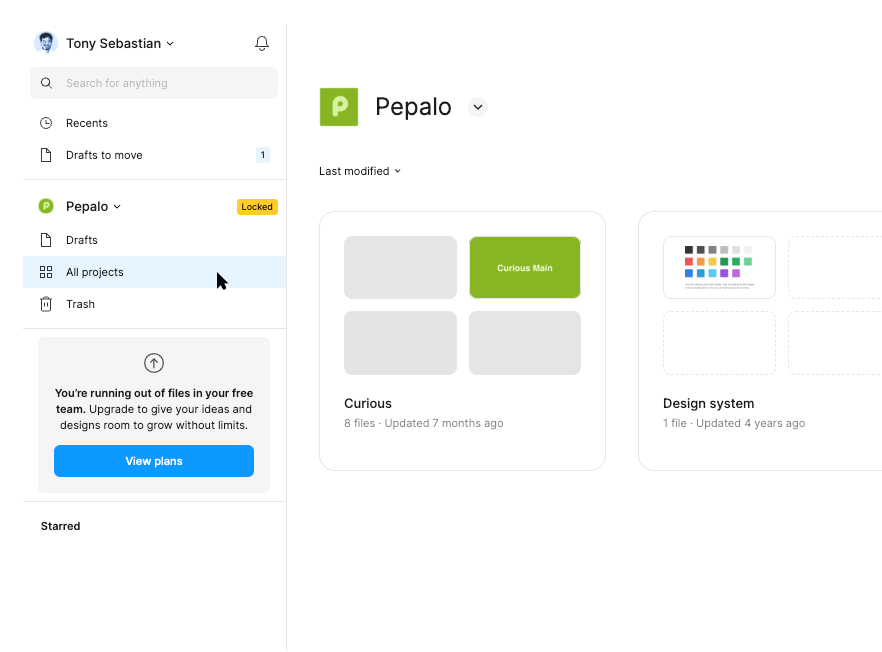 Tony Sebastian
Search for anything
Recents
Drafts to move
1
Pepalo
Locked
Drafts
All projects
Trash
You’re running out of files in your free
team. Upgrade to give your ideas and
designs room to grow without limits.
View plans
Starred
P
Pepalo
Last modified
Curious Main
Curious
8 files · Updated 7 months ago
Design system
1 file · Updated 4 years ago